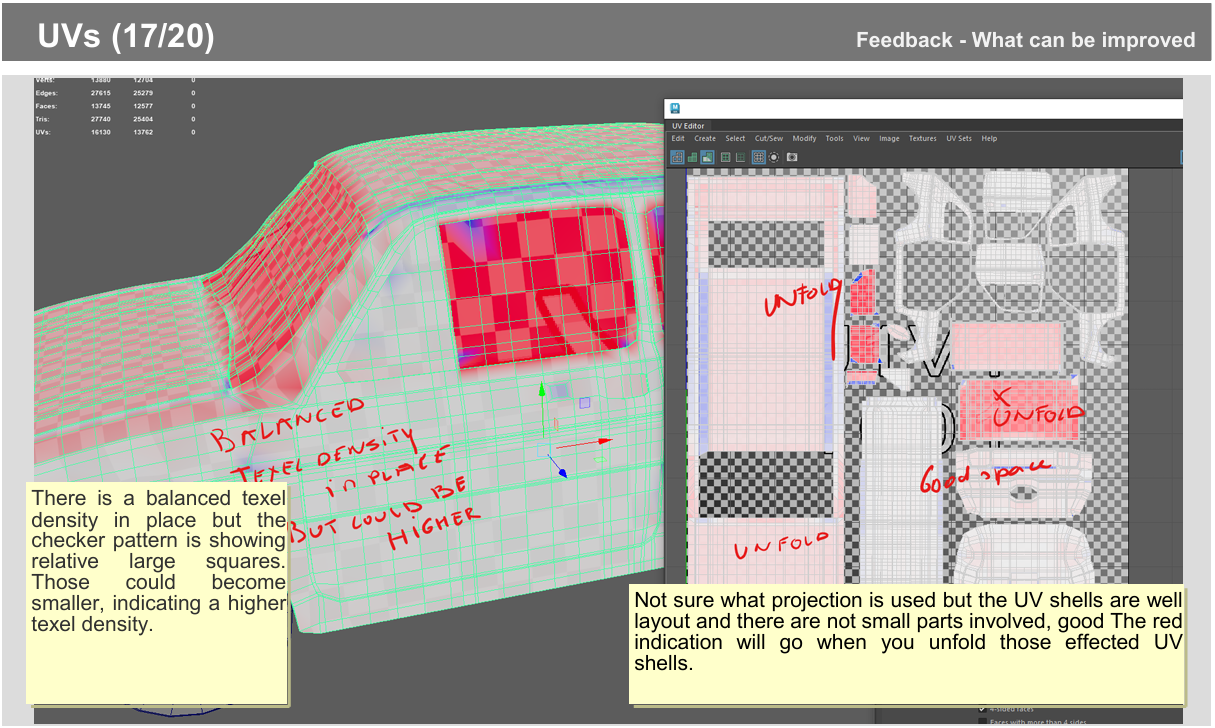 UVs (17/20)
Feedback - What can be improved
Verts: 13880 12704 0
Edges: 27615 25279 0
Faces: 13745 12577 0
Tris: 27740 25404 0
UVs: 16130 13762 0
UV Editor
Edit Create Select Cut/Sew Modify Tools View Image Textures UV Sets Help
UNFOLD
X
UNFOLD
Good space
UNFOLD
BALANCED
TEXEL DENSITY
in PLACE
BUT COULD BE
HIGHER
There is a balanced texel
density in place but the
checker pattern is showing
relative large squares.
Those could become
smaller, indicating a higher
texel density.
Not sure what projection is used but the UV shells are well
layout and there are not small parts involved, good The red
indication will go when you unfold those effected UV
shells.
4-sided faces
Faces with more than 4 sides